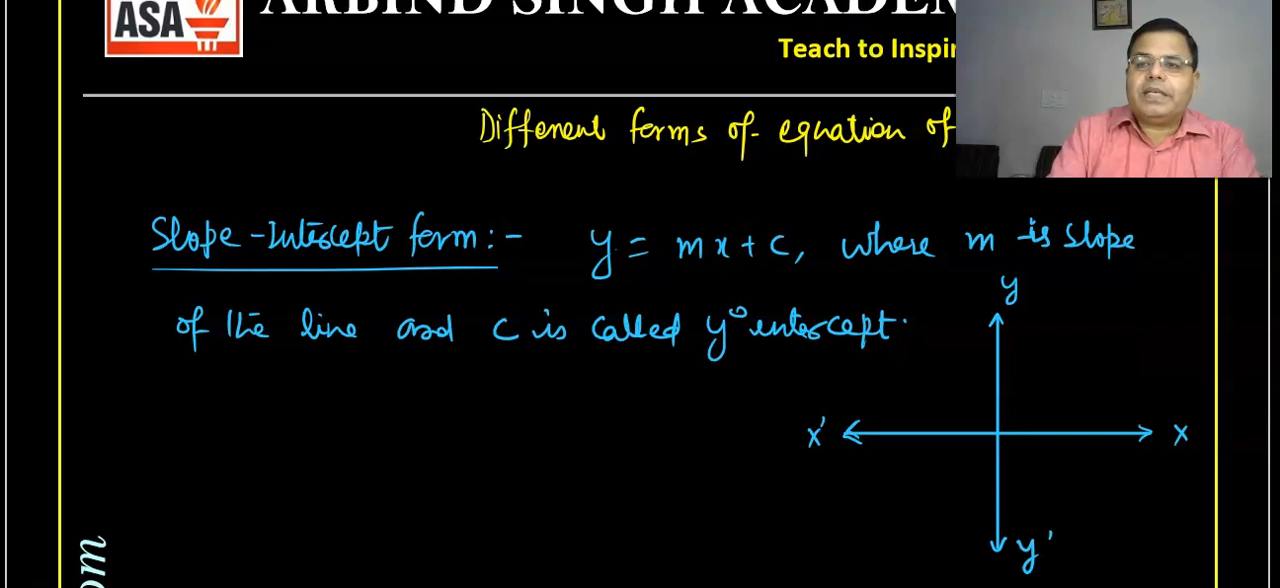 ASA
ARBIND SINGH ACADEM
Teach to Inspi
Different forms of equation of
Slope-Intercept form:- y = mx + c, where m is slope
of the line and c is called y intercept.
y
x' x
y'
om